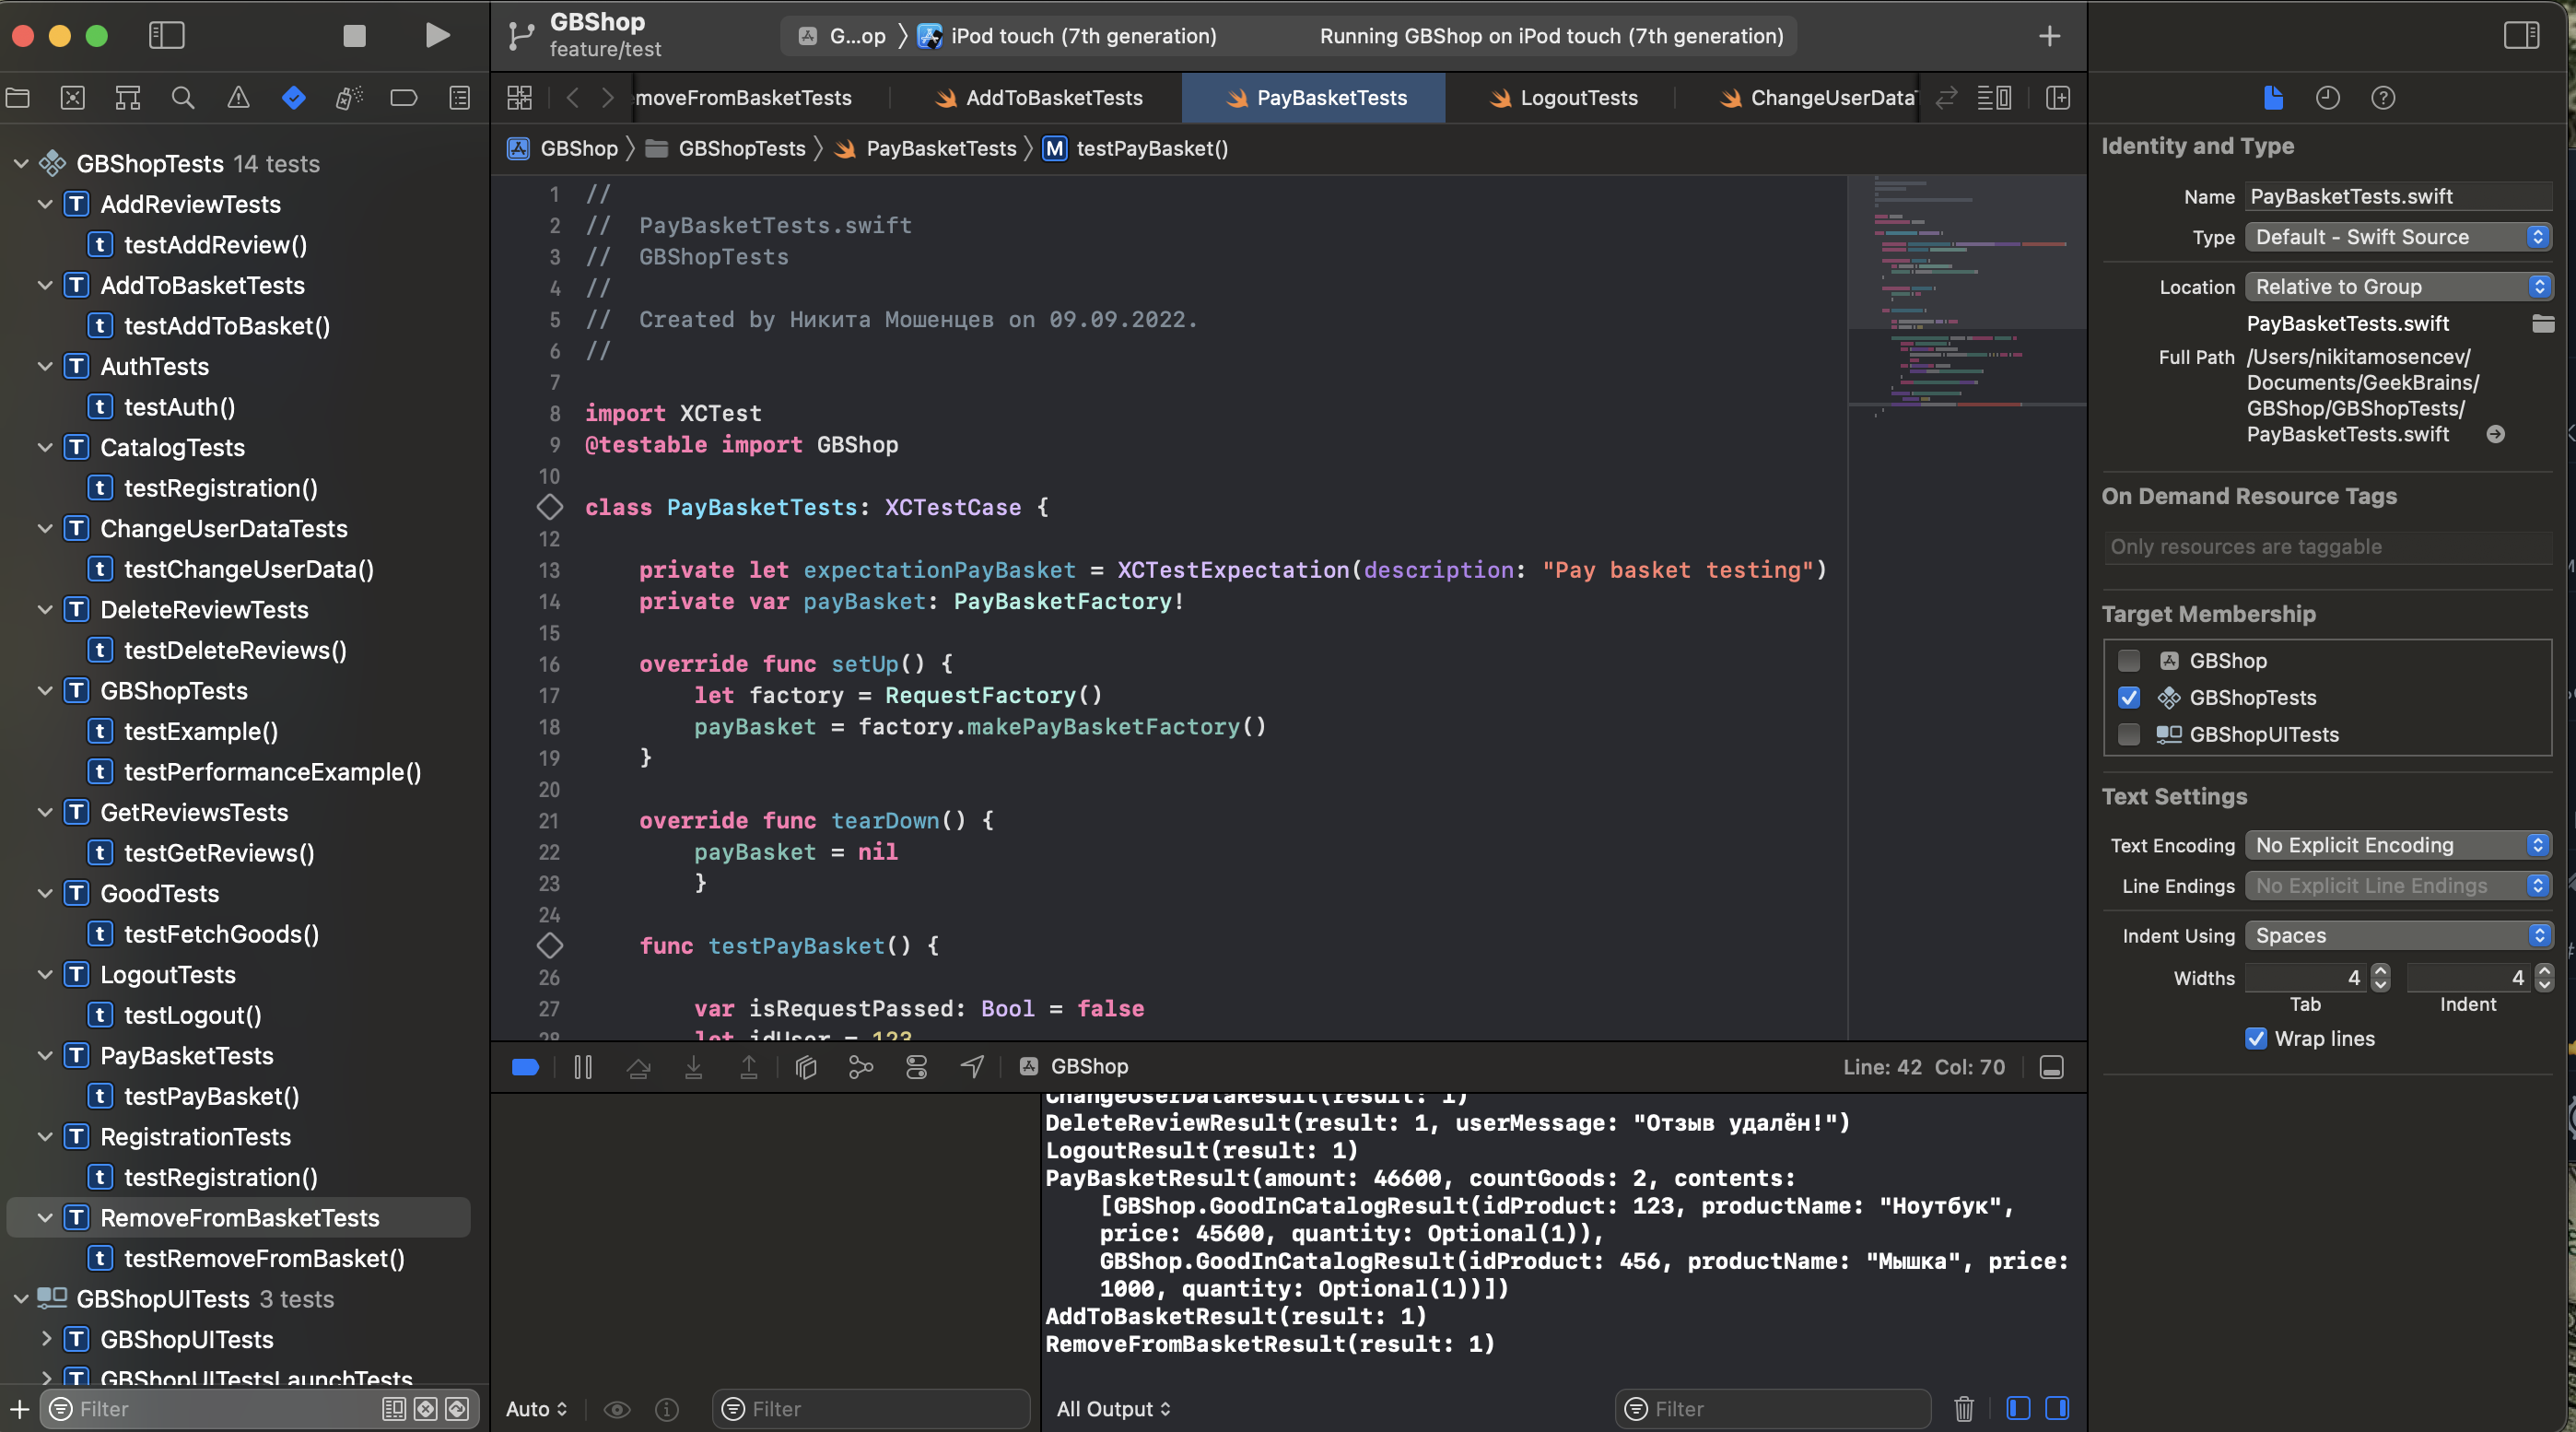 GBShop
feature/test
G...op
iPod touch (7th generation)
Running GBShop on iPod touch (7th generation)
GBShopTests 14 tests
AddReviewTests
testAddReview()
AddToBasketTests
testAddToBasket()
AuthTests
testAuth()
CatalogTests
testRegistration()
ChangeUserDataTests
testChangeUserData()
DeleteReviewTests
testDeleteReviews()
GBShopTests
testExample()
testPerformanceExample()
GetReviewsTests
testGetReviews()
GoodTests
testFetchGoods()
LogoutTests
testLogout()
PayBasketTests
testPayBasket()
RegistrationTests
testRegistration()
RemoveFromBasketTests
testRemoveFromBasket()
GBShopUITests 3 tests
GBShopUITests
GBShopUITestsLaunchTests
Filter
moveFromBasketTests
AddToBasketTests
PayBasketTests
LogoutTests
ChangeUserData
GBShop
GBShopTests
PayBasketTests
M testPayBasket()
1 //
2 //  PayBasketTests.swift
3 //  GBShopTests
4 //
5 //  Created by Никита Мошенцев on 09.09.2022.
6 //
7
8 import XCTest
9 @testable import GBShop
10
class PayBasketTests: XCTestCase {
12
13 private let expectationPayBasket = XCTestExpectation(description: "Pay basket testing")
14 private var payBasket: PayBasketFactory!
15
16 override func setUp() {
17 let factory = RequestFactory()
18 payBasket = factory.makePayBasketFactory()
19 }
20
21 override func tearDown() {
22 payBasket = nil
23 }
24
func testPayBasket() {
26
27 var isRequestPassed: Bool = false
28 let idUser = 123
GBShop
Line: 42 Col: 70
ChangeUserDataResult(result: 1)
DeleteReviewResult(result: 1, userMessage: "Отзыв удалён!")
LogoutResult(result: 1)
PayBasketResult(amount: 46600, countGoods: 2, contents:
[GBShop.GoodInCatalogResult(idProduct: 123, productName: "Ноутбук",
price: 45600, quantity: Optional(1)),
GBShop.GoodInCatalogResult(idProduct: 456, productName: "Мышка", price:
1000, quantity: Optional(1))])
AddToBasketResult(result: 1)
RemoveFromBasketResult(result: 1)
Auto
Filter
All Output
Filter
Identity and Type
Name PayBasketTests.swift
Type Default - Swift Source
Location Relative to Group
PayBasketTests.swift
Full Path /Users/nikitamosencev/
Documents/GeekBrains/
GBShop/GBShopTests/
PayBasketTests.swift
On Demand Resource Tags
Only resources are taggable
Target Membership
GBShop
GBShopTests
GBShopUITests
Text Settings
Text Encoding No Explicit Encoding
Line Endings No Explicit Line Endings
Indent Using Spaces
Widths 4 4
Tab Indent
Wrap lines